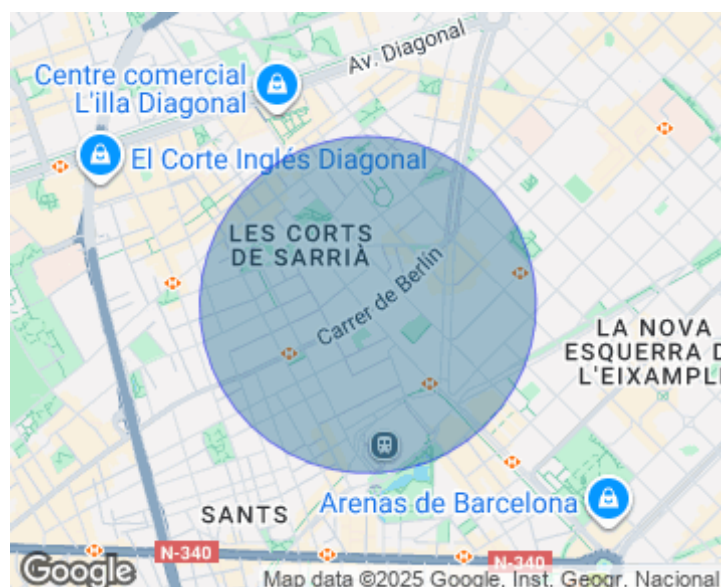 Av. Diagonal
Centre comercial
L'illa Diagonal
El Corte Inglés Diagonal
LES CORTS
DE SARRIÀ
Carrer de Berlín
LA NOVA
ESQUERRA D
L'EIXAMPLE
Arenas de Barcelona
SANTS
N-340
N-340
Google
Map data ©2025 Google, Inst. Geogr. Nacional